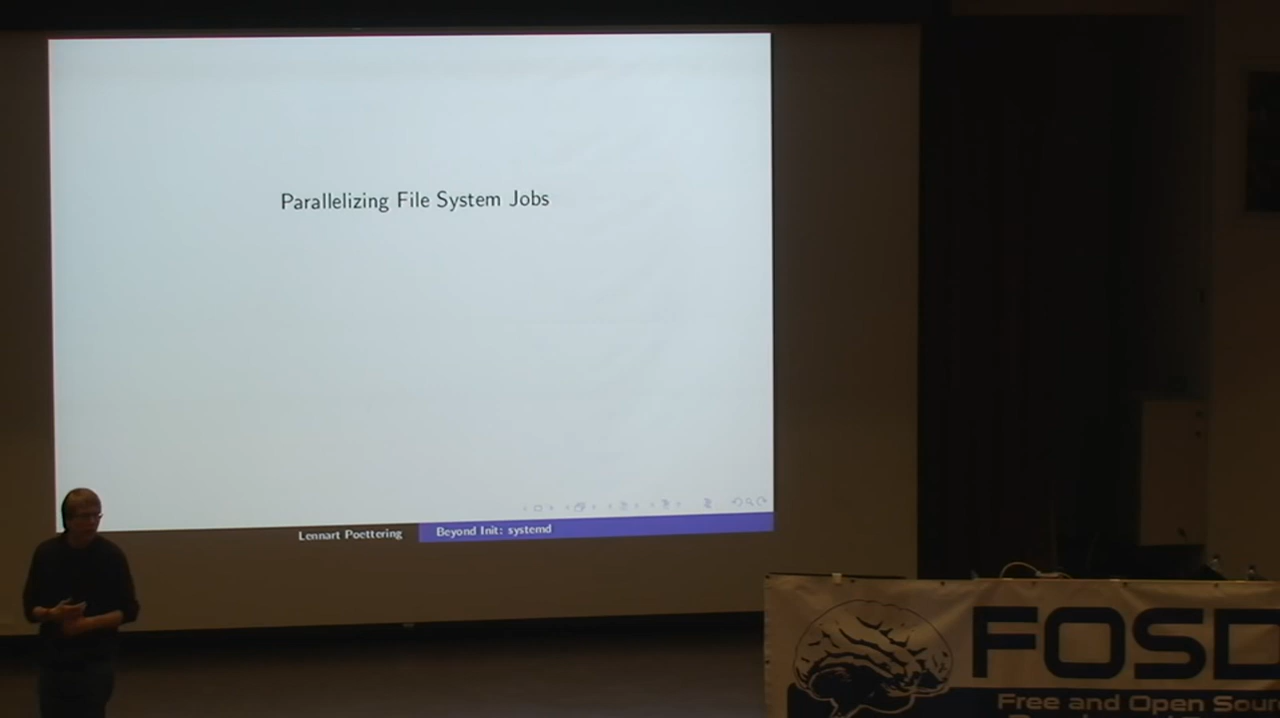 Parallelizing File System Jobs
Lennart Poettering
Beyond Init: systemd
FOSD
Free and Open Sour